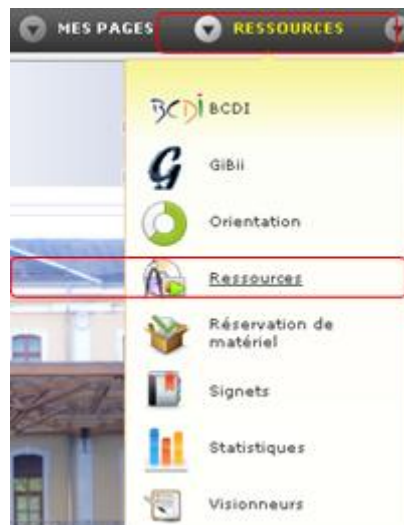 MES PAGES RESSOURCES
BCDI BCDI
G GiBii
Orientation
Ressources
Réservation de
matériel
Signets
Statistiques
Visionneurs